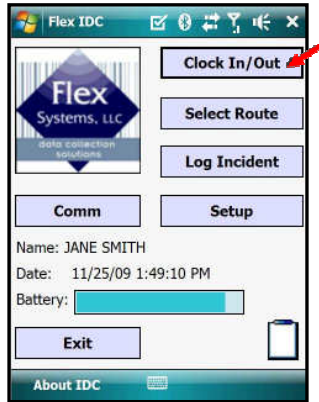 Flex IDC
Clock In/Out
Flex
Systems, LLC
data collection
solutions
Select Route
Log Incident
Comm
Setup
Name: JANE SMITH
Date: 11/25/09 1:49:10 PM
Battery:
Exit
About IDC